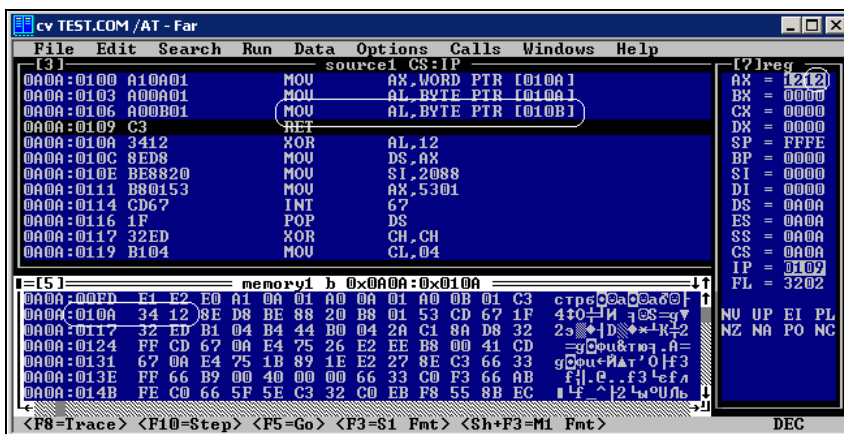 cv TEST.COM /AT - Far
File Edit Search Run Data Options Calls Windows Help
[3] source1 CS:IP
0A0A:0100 A10A01 MOV AX,WORD PTR [010A]
0A0A:0103 A00A01 MOV AL,BYTE PTR [010A]
0A0A:0106 A00B01 MOV AL,BYTE PTR [010B]
0A0A:0109 C3 RET
0A0A:010A 3412 XOR AL,12
0A0A:010C 8ED8 MOV DS,AX
0A0A:010E BE8820 MOV SI,2088
0A0A:0111 B80153 MOV AX,5301
0A0A:0114 CD67 INT 67
0A0A:0116 1F POP DS
0A0A:0117 32ED XOR CH,CH
0A0A:0119 B104 MOV CL,04
[7]reg
AX = 1212
BX = 0000
CX = 0000
DX = 0000
SP = FFFE
BP = 0000
SI = 0000
DI = 0000
DS = 0A0A
ES = 0A0A
SS = 0A0A
CS = 0A0A
IP = 0109
FL = 3202
NV UP EI PL
NZ NA PO NC
[5] memory1 b 0x0A0A:0x010A
0A0A:00FD E1 E2 E0 A1 0A 01 A0 0A 01 A0 0B 01 C3
0A0A:010A 34 12 8E D8 BE 88 20 B8 01 53 CD 67 1F
0A0A:0117 32 ED B1 04 B4 44 B0 04 2A C1 8A D8 32
0A0A:0124 FF CD 67 0A E4 75 26 E2 EE B8 00 41 CD
0A0A:0131 67 0A E4 75 1B 89 1E E2 27 8E C3 66 33
0A0A:013E FF 66 B9 00 40 00 00 66 33 C0 F3 66 AB
0A0A:014B FE C0 66 5F 5E C3 32 C0 EB F8 55 8B EC
<F8=Trace> <F10=Step> <F5=Go> <F3=S1 Fmt> <Sh+F3=M1 Fmt> DEC